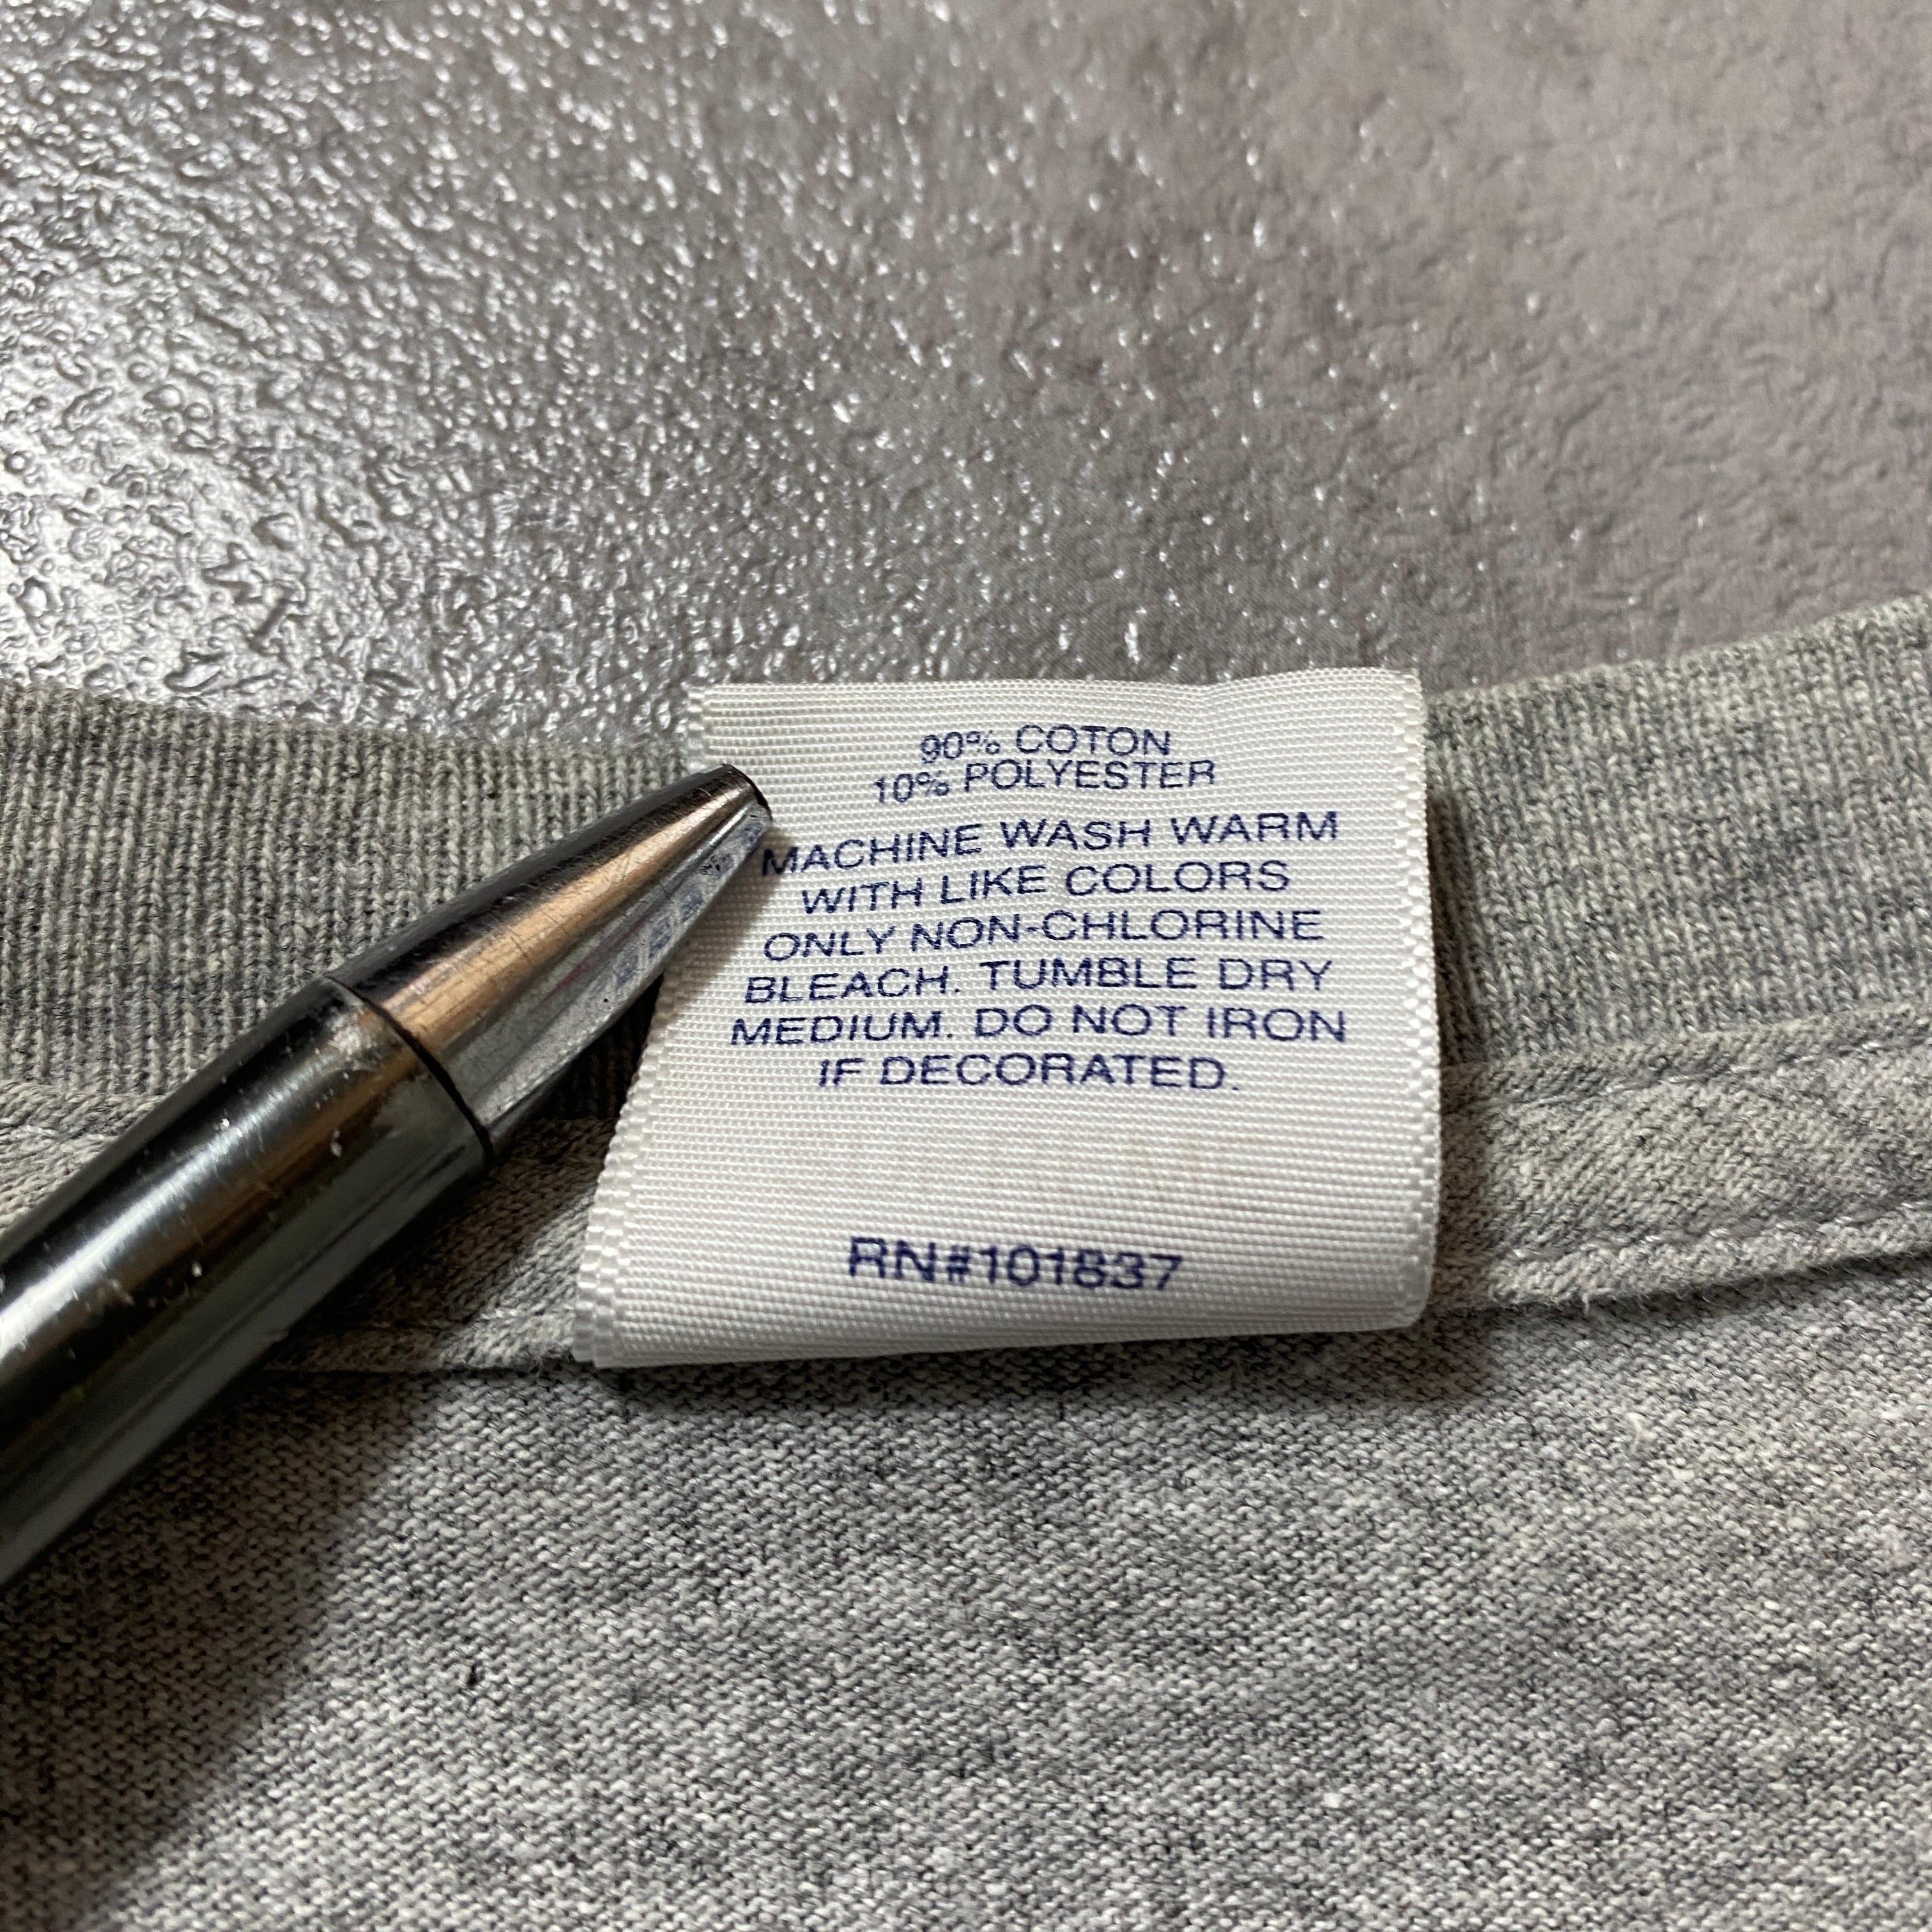 90% COTON
10% POLYESTER
MACHINE WASH WARM
WITH LIKE COLORS
ONLY NON-CHLORINE
BLEACH. TUMBLE DRY
MEDIUM. DO NOT IRON
IF DECORATED.
RN#101837